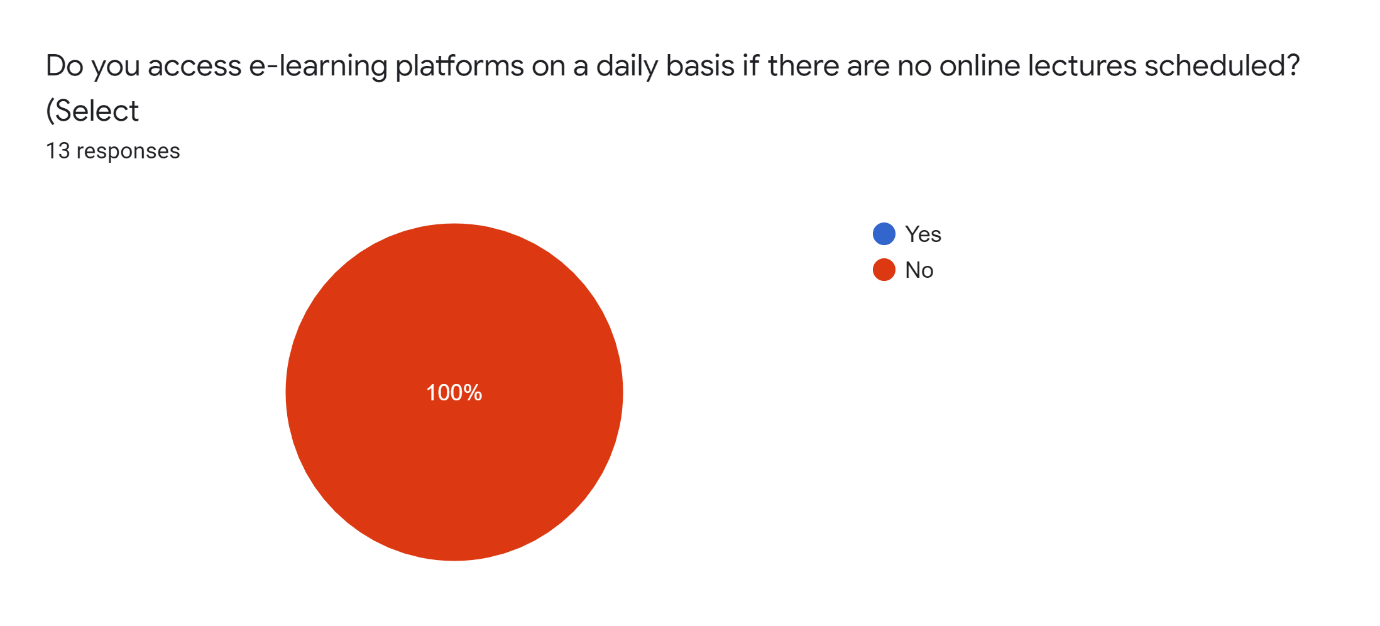 Do you access e-learning platforms on a daily basis if there are no online lectures scheduled?
(Select
13 responses
Yes
No
100%